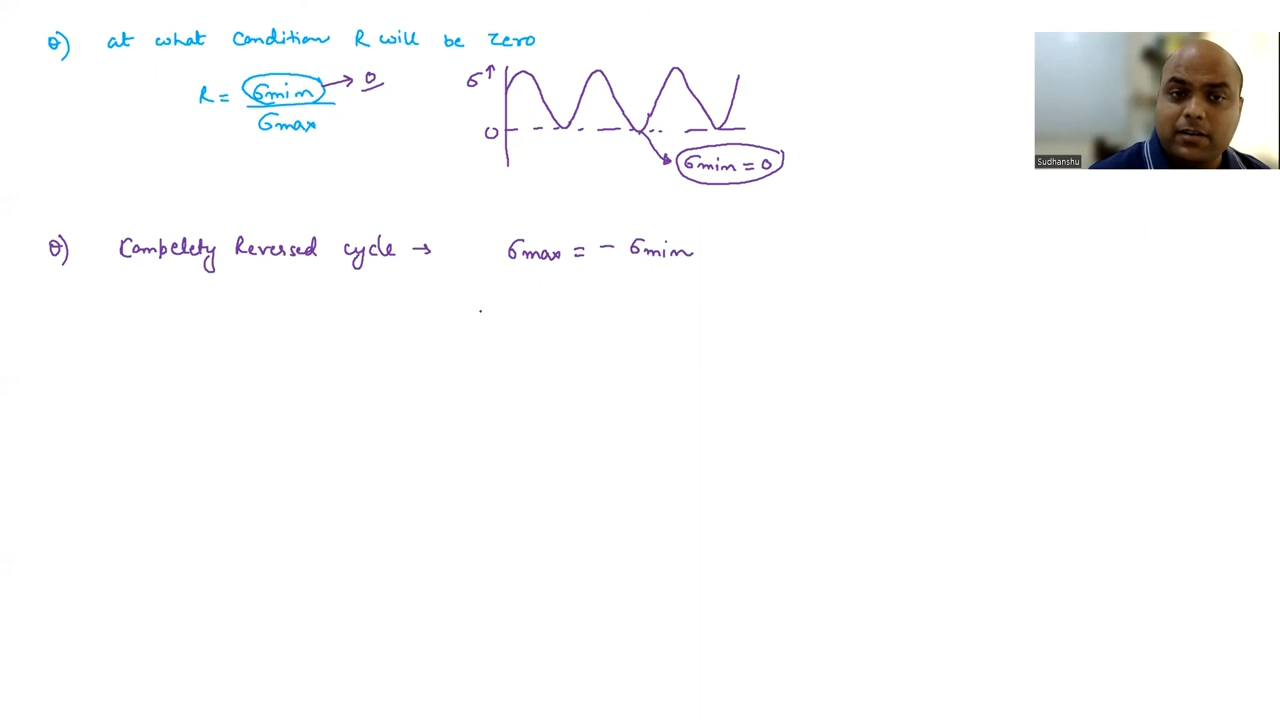 Q) at what condition R will be zero
R = σmin / σmax → 0
σ↑
0
σmin = 0
Sudhanshu
Q) Compelety Reversed cycle → σmax = - σmin